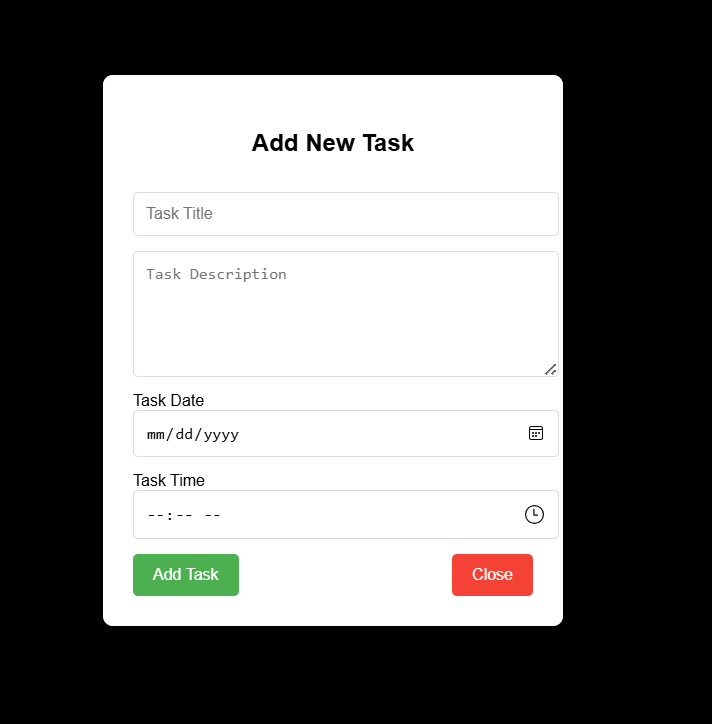 Add New Task
Task Title
Task Description
Task Date
mm/dd/yyyy
Task Time
--:-- --
Add Task Close